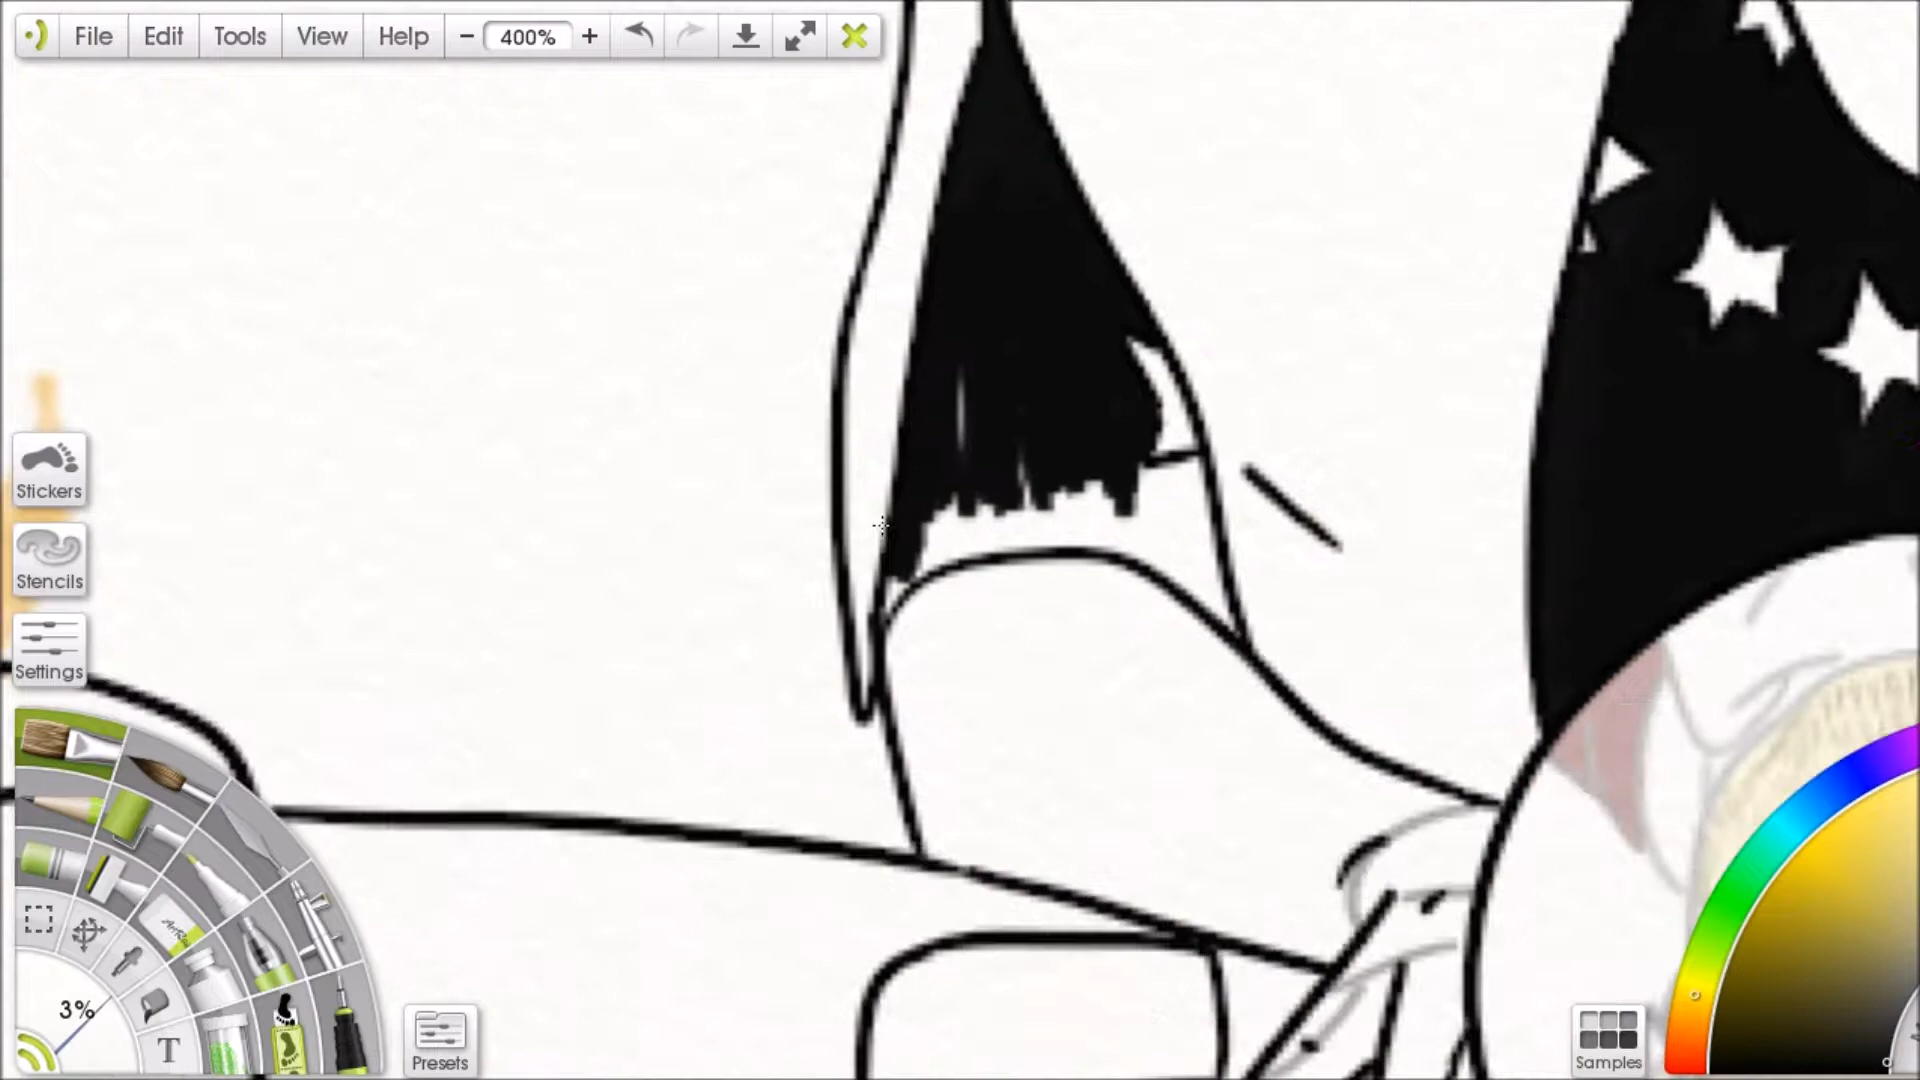 File Edit Tools View Help − 400% +
Stickers
Stencils
Settings
3%
T
Presets
Samples